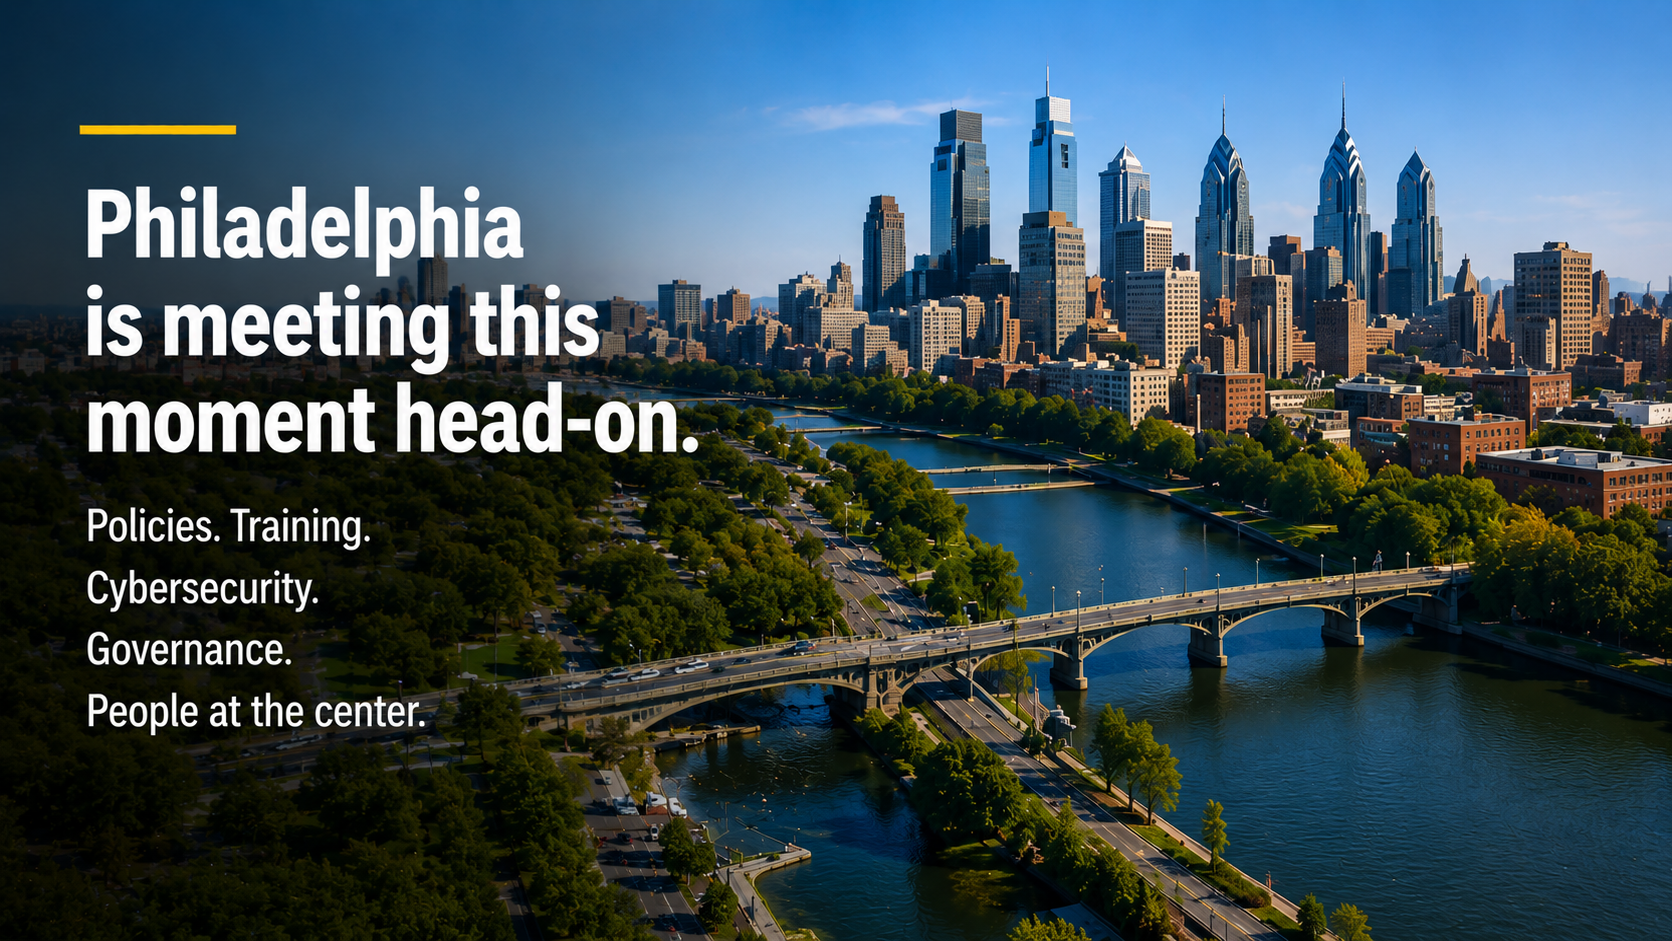 Philadelphia
is meeting this
moment head-on.
Policies. Training.
Cybersecurity.
Governance.
People at the center.